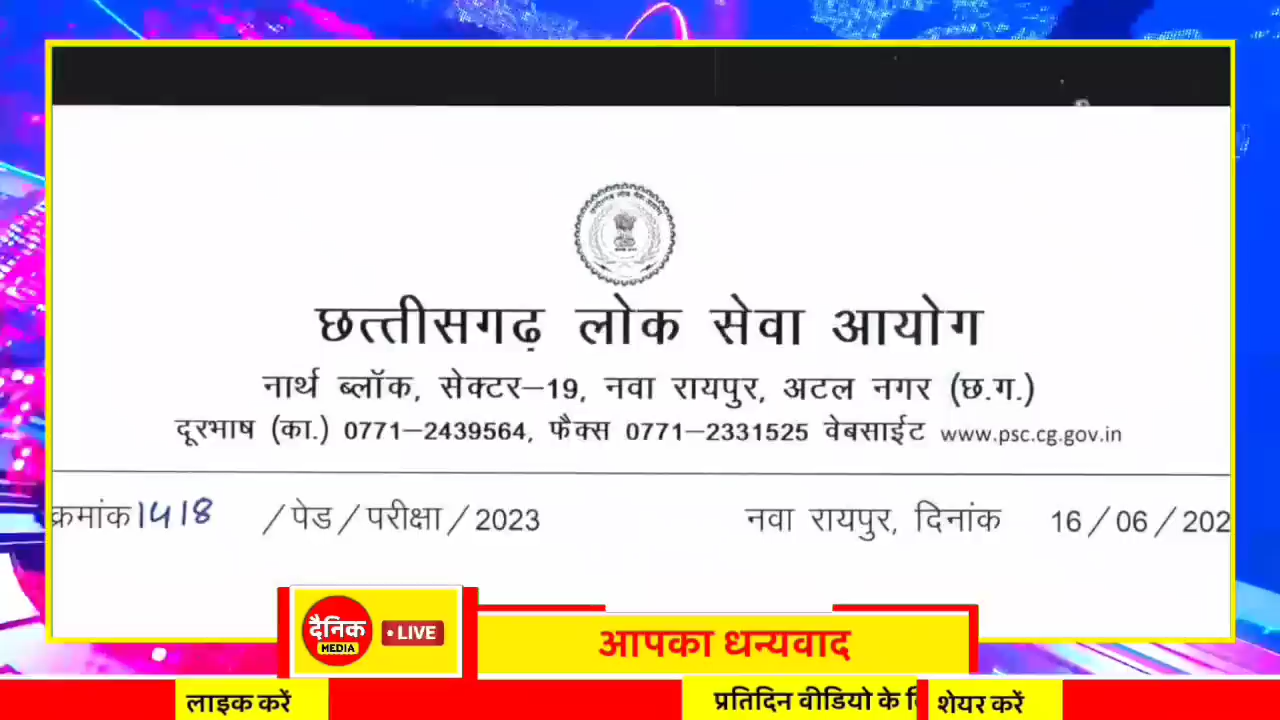 छत्तीसगढ़ लोक सेवा आयोग
नार्थ ब्लॉक, सेक्टर–19, नवा रायपुर, अटल नगर (छ.ग.)
दूरभाष (का.) 0771–2439564, फैक्स 0771–2331525 वेबसाईट www.psc.cg.gov.in
क्रमांक 1418 /पेड/परीक्षा/2023 नवा रायपुर, दिनांक 16/06/202
दैनिक
MEDIA
• LIVE
आपका धन्यवाद
लाइक करें
प्रतिदिन वीडियो के
शेयर करें